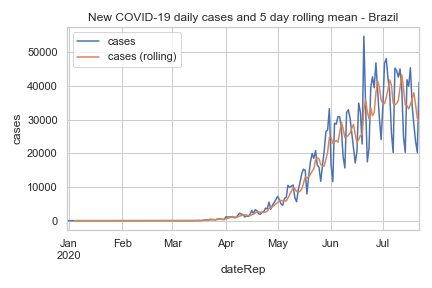 New COVID-19 daily cases and 5 day rolling mean - Brazil
cases
cases (rolling)
50000
40000
30000
20000
10000
0
cases
Jan Feb Mar Apr May Jun Jul
2020
dateRep